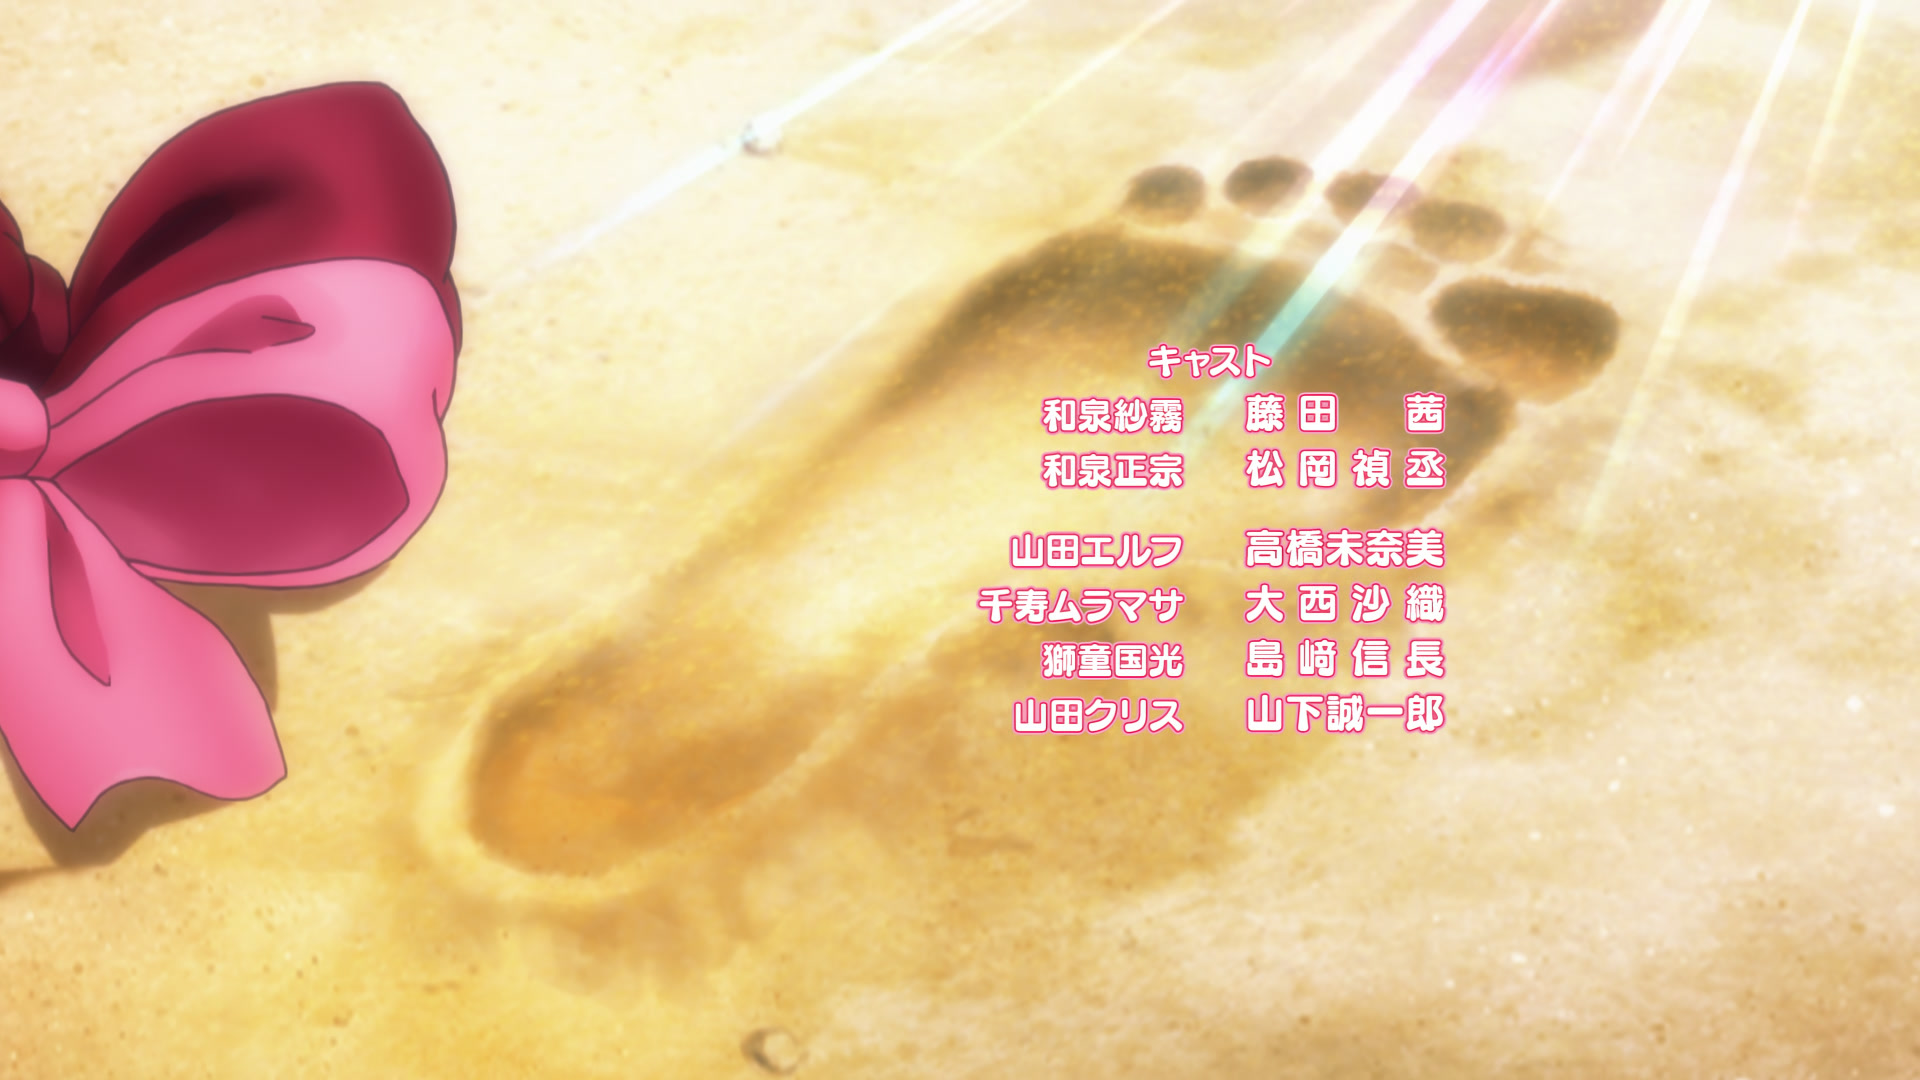 キャスト
和泉紗霧 藤田 茜
和泉正宗 松岡禎丞
山田エルフ 高橋未奈美
千寿ムラマサ 大西沙織
獅童国光 島﨑信長
山田クリス 山下誠一郎